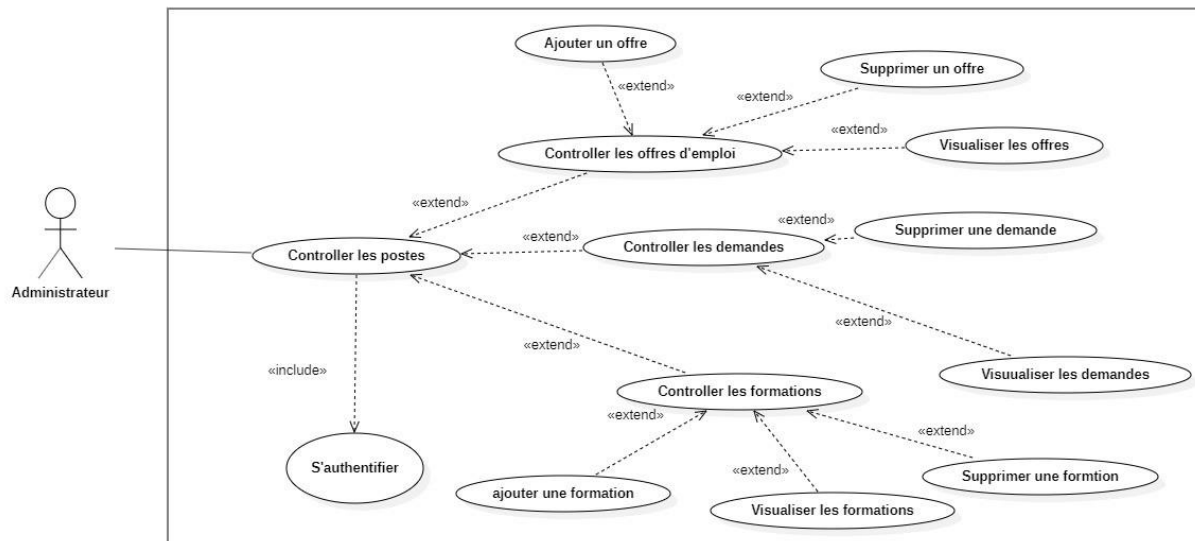 Ajouter un offre
Supprimer un offre
«extend»
«extend»
«extend»
Controller les offres d'emploi
Visualiser les offres
«extend»
«extend»
«extend»
Supprimer une demande
Controller les demandes
Controller les postes
Administrateur
«extend»
«extend»
«include»
Visuualiser les demandes
Controller les formations
«extend»
«extend»
S'authentifier
«extend»
Supprimer une formtion
ajouter une formation
Visualiser les formations